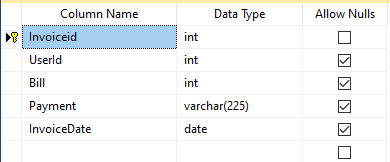 Column Name Data Type Allow Nulls
Invoiceid int
UserId int
Bill int
Payment varchar(225)
InvoiceDate date